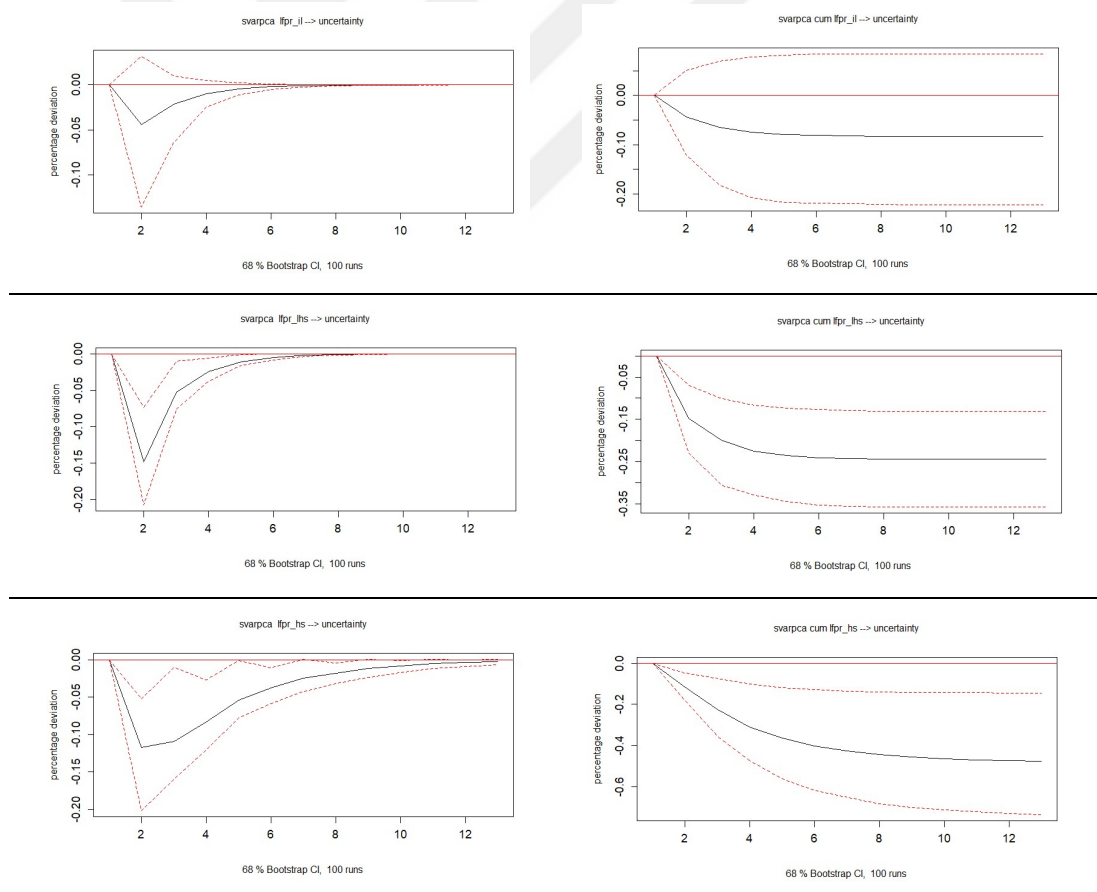 svarpca lfpr_il --> uncertainty
percentage deviation
0.00
-0.05
-0.10
2 4 6 8 10 12
68 % Bootstrap CI, 100 runs
svarpca cum lfpr_il --> uncertainty
percentage deviation
0.00
-0.10
-0.20
2 4 6 8 10 12
68 % Bootstrap CI, 100 runs
svarpca lfpr_lhs --> uncertainty
percentage deviation
0.00
-0.05
-0.10
-0.15
-0.20
2 4 6 8 10 12
68 % Bootstrap CI, 100 runs
svarpca cum lfpr_lhs --> uncertainty
percentage deviation
-0.05
-0.15
-0.25
-0.35
2 4 6 8 10 12
68 % Bootstrap CI, 100 runs
svarpca lfpr_hs --> uncertainty
percentage deviation
0.00
-0.05
-0.10
-0.15
-0.20
2 4 6 8 10 12
68 % Bootstrap CI, 100 runs
svarpca cum lfpr_hs --> uncertainty
percentage deviation
0.0
-0.2
-0.4
-0.6
2 4 6 8 10 12
68 % Bootstrap CI, 100 runs